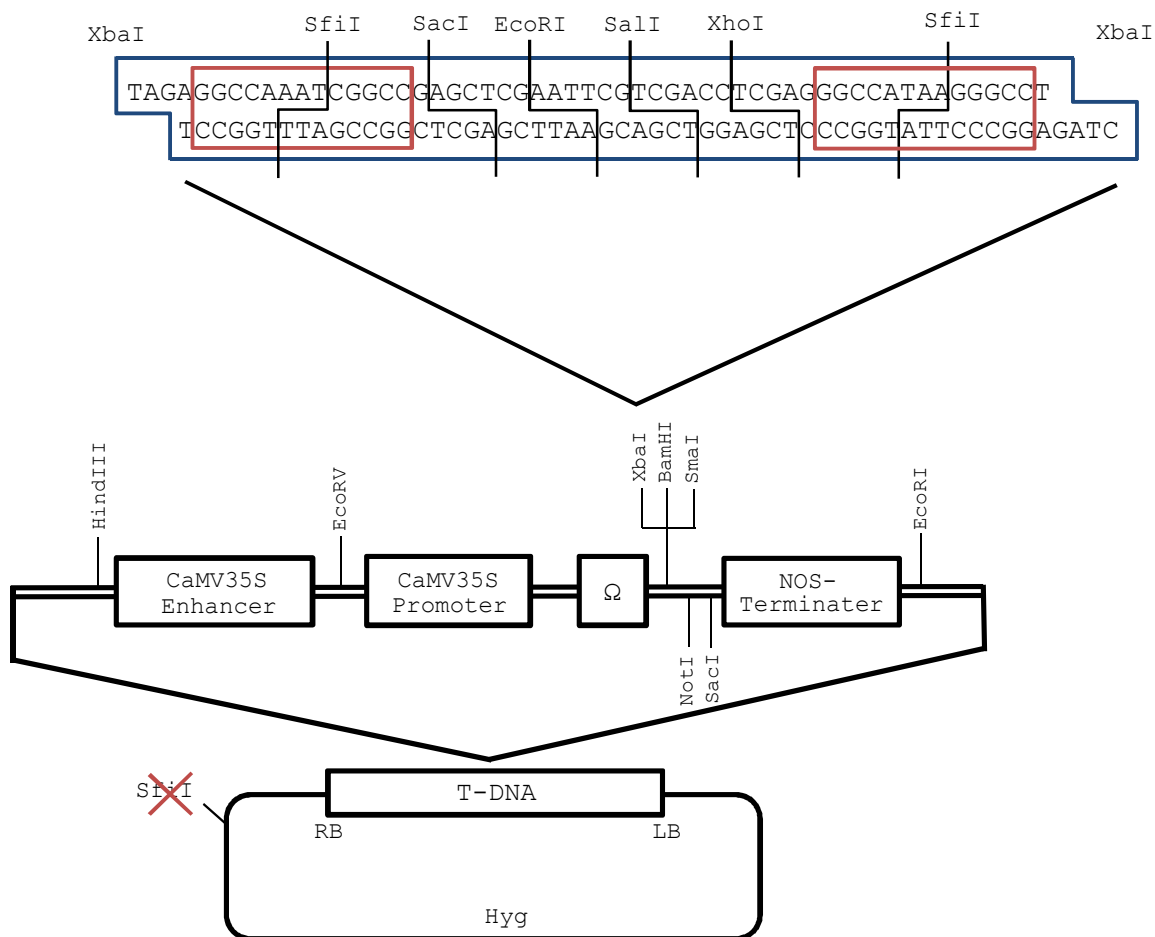 XbaI SfiI SacI EcoRI SalI XhoI SfiI XbaI
TAGAGGCCAAATCGGCCGAGCTCGAATTCGTCGACCTCGAGGGCCATAAGGGCCT
TCCGGTTTAGCCGGCTCGAGCTTAAGCAGCTGGAGCTCCCGGTATTCCCGGAGATC
HindIII
EcoRV
XbaI
BamHI
SmaI
EcoRI
CaMV35S
Enhancer
CaMV35S
Promoter
Ω
NOS-
Terminater
NotI
SacI
SfiI
T-DNA
RB LB
Hyg